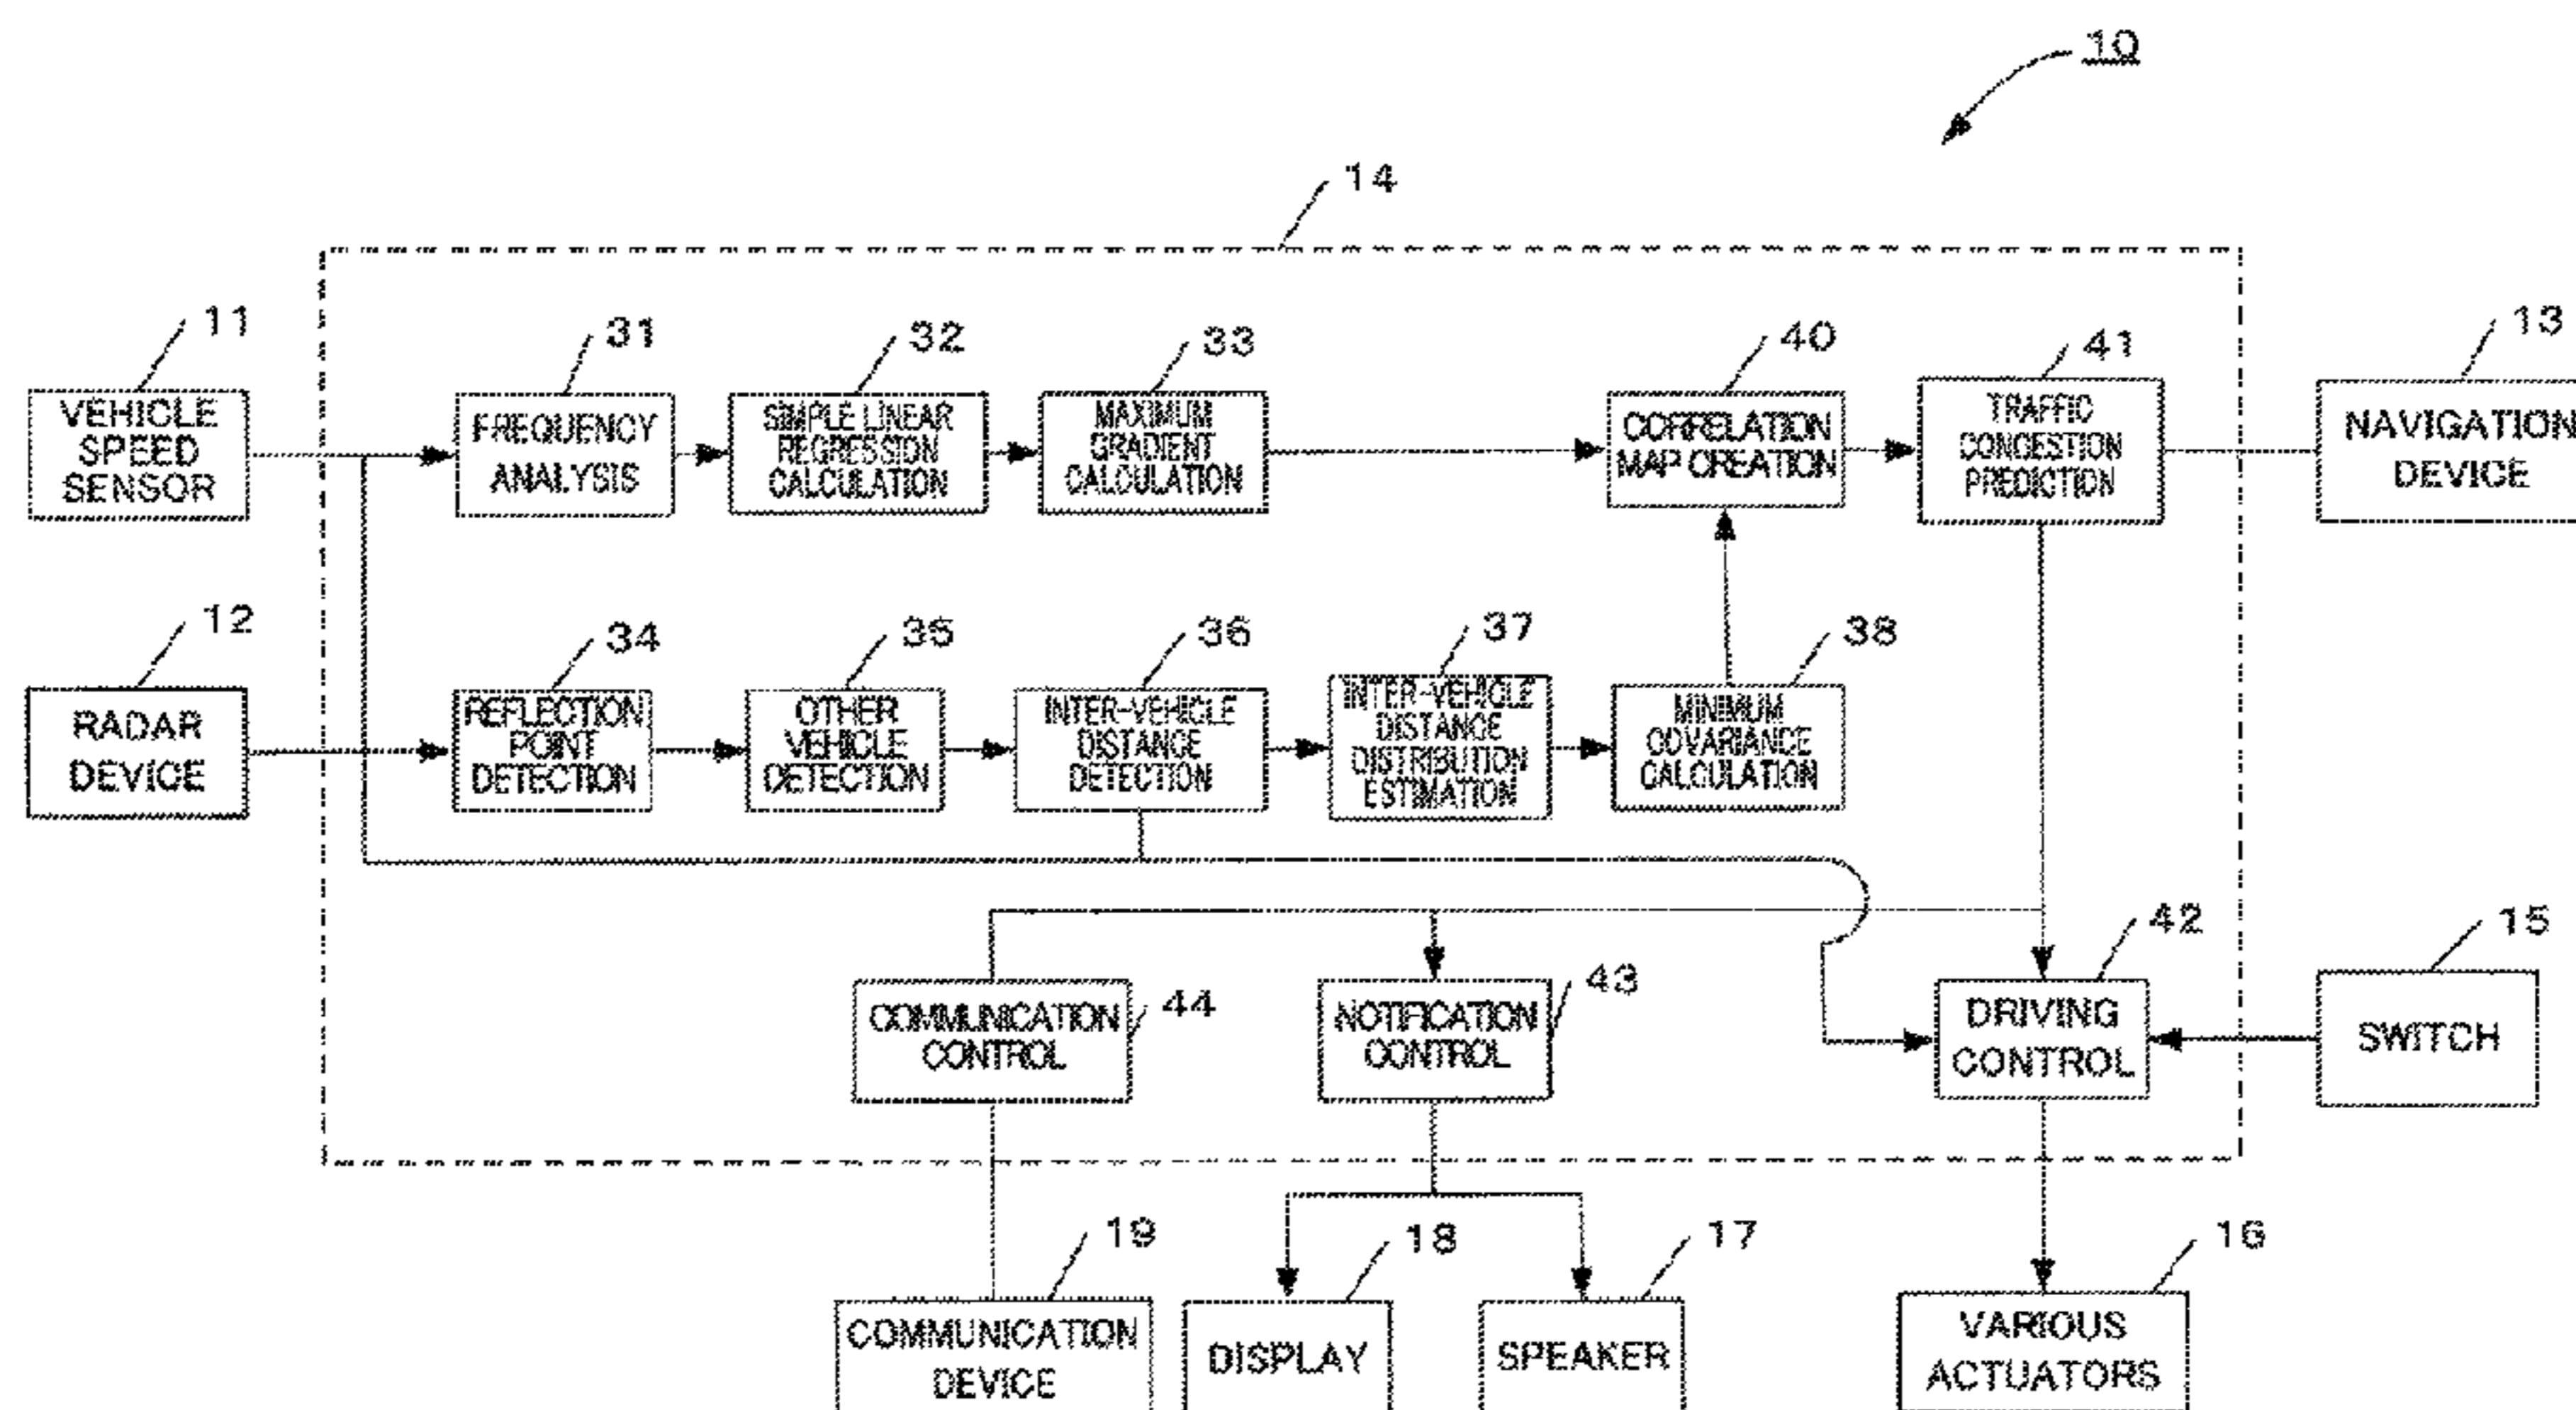 10
14
11
31
32
33
40
41
13
VEHICLE
SPEED
SENSOR
FREQUENCY
ANALYSIS
SIMPLE LINEAR
REGRESSION
CALCULATION
MAXIMUM
GRADIENT
CALCULATION
CORRELATION
MAP CREATION
TRAFFIC
CONGESTION
PREDICTION
NAVIGATION
DEVICE
12
34
35
36
37
38
RADAR
DEVICE
REFLECTION
POINT
DETECTION
OTHER
VEHICLE
DETECTION
INTER-VEHICLE
DISTANCE
DETECTION
INTER-VEHICLE
DISTANCE
DISTRIBUTION
ESTIMATION
MINIMUM
COVARIANCE
CALCULATION
44
43
42
15
COMMUNICATION
CONTROL
NOTIFICATION
CONTROL
DRIVING
CONTROL
SWITCH
19
18
17
16
COMMUNICATION
DEVICE
DISPLAY
SPEAKER
VARIOUS
ACTUATORS